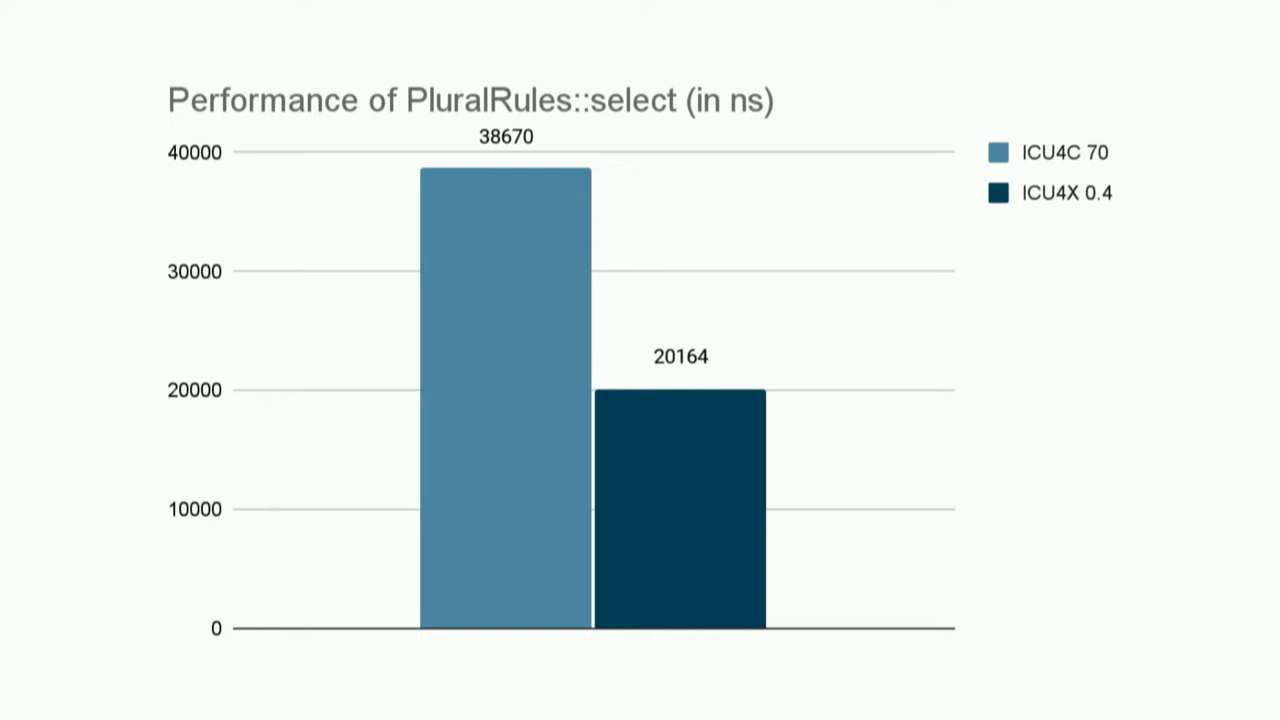 Performance of PluralRules::select (in ns)
38670
40000
ICU4C 70
ICU4X 0.4
30000
20164
20000
10000
0